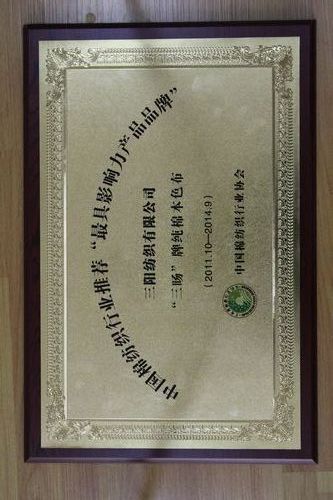 中国棉纺织行业推荐“最具影响力产品品牌”
三阳纺织有限公司
“三旸”牌纯棉本色布
(2011.10—2014.9)
中国棉纺织行业协会